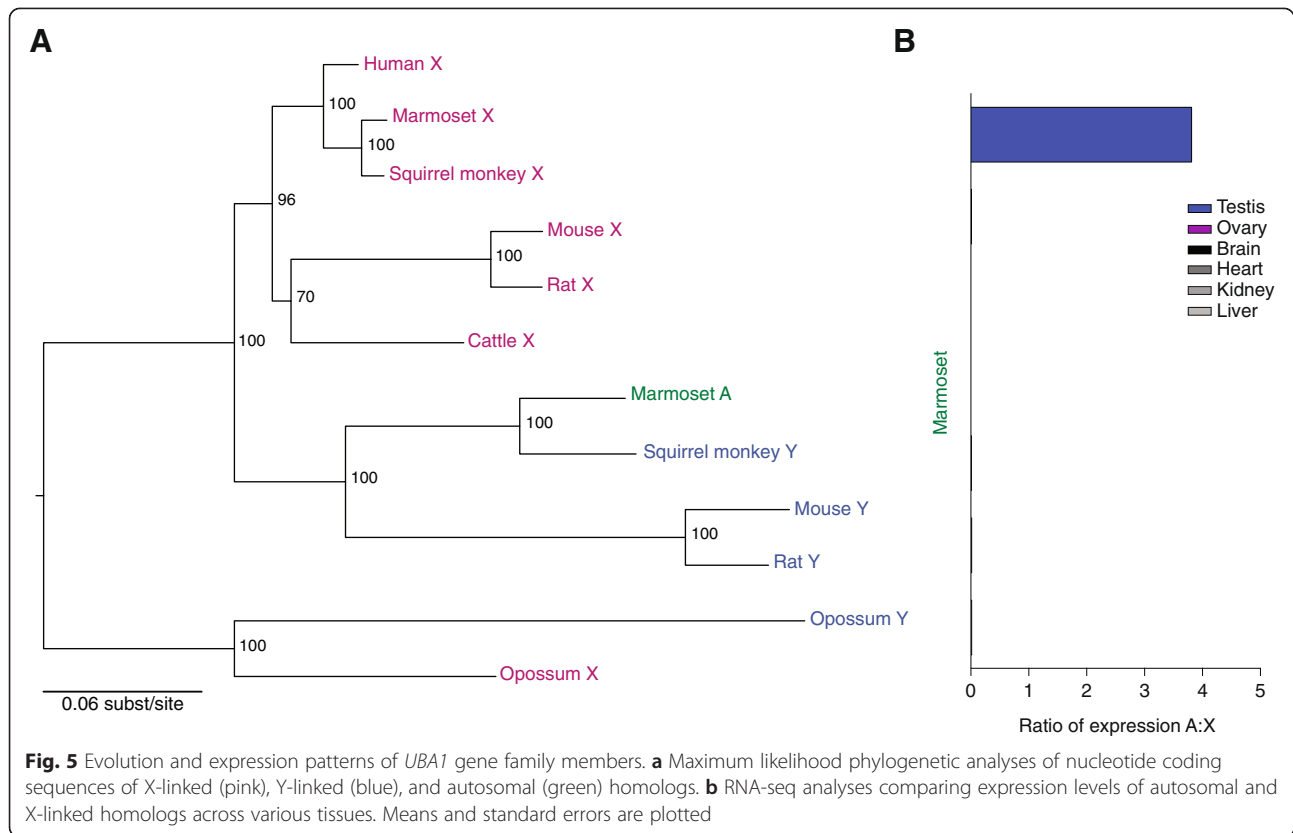 A
Human X
100
Marmoset X
100
Squirrel monkey X
96
Mouse X
100
Rat X
70
100
Cattle X
Marmoset A
100
Squirrel monkey Y
100
Mouse Y
100
Rat Y
Opossum Y
100
Opossum X
0.06 subst/site
B
Testis
Ovary
Brain
Heart
Kidney
Liver
Marmoset
0 1 2 3 4 5
Ratio of expression A:X
Fig. 5 Evolution and expression patterns of UBA1 gene family members. a Maximum likelihood phylogenetic analyses of nucleotide coding
sequences of X-linked (pink), Y-linked (blue), and autosomal (green) homologs. b RNA-seq analyses comparing expression levels of autosomal and
X-linked homologs across various tissues. Means and standard errors are plotted